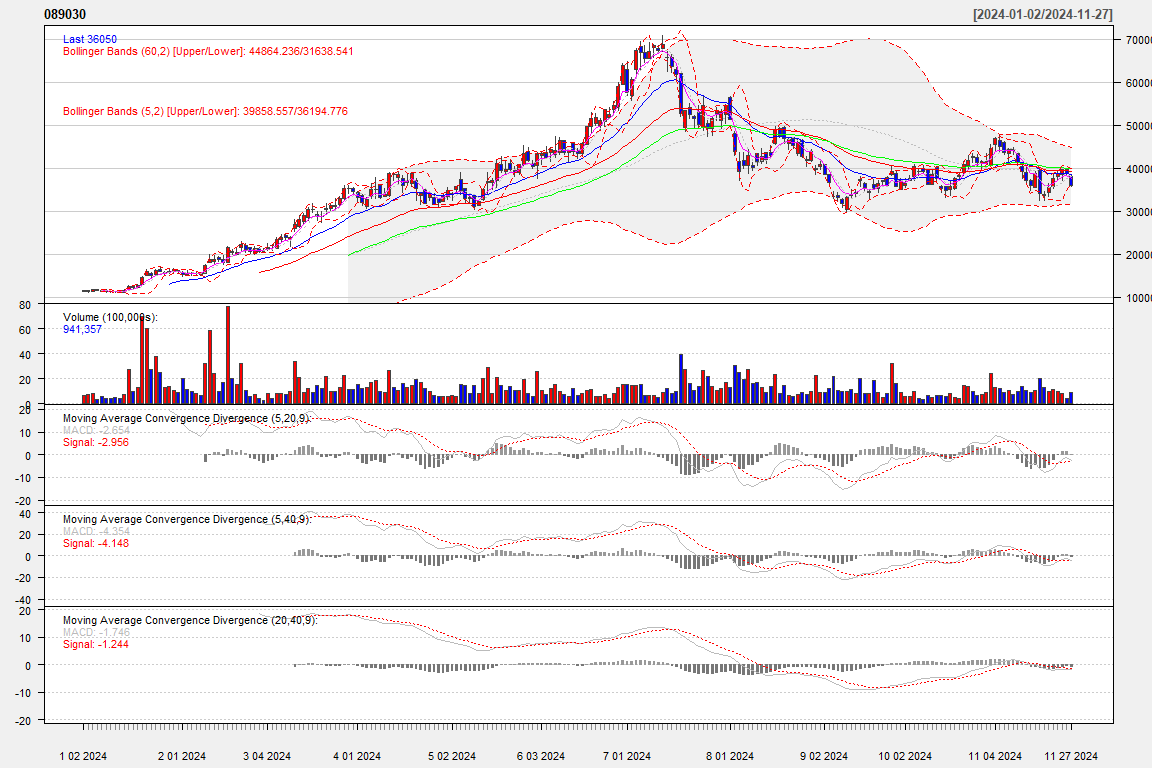 089030 [2024-01-02/2024-11-27]
Last 36050
Bollinger Bands (60,2) [Upper/Lower]: 44864.236/31638.541
Bollinger Bands (5,2) [Upper/Lower]: 39858.557/36194.776
70000
60000
50000
40000
30000
20000
10000
Volume (100,000s):
941,357
80
60
40
20
0
Moving Average Convergence Divergence (5,20,9):
MACD: -2.654
Signal: -2.956
20
10
0
-10
-20
Moving Average Convergence Divergence (5,40,9):
MACD: -4.354
Signal: -4.148
40
20
0
-20
-40
Moving Average Convergence Divergence (20,40,9):
MACD: -1.746
Signal: -1.244
20
10
0
-10
-20
1 02 2024 2 01 2024 3 04 2024 4 01 2024 5 02 2024 6 03 2024 7 01 2024 8 01 2024 9 02 2024 10 02 2024 11 04 2024 11 27 2024